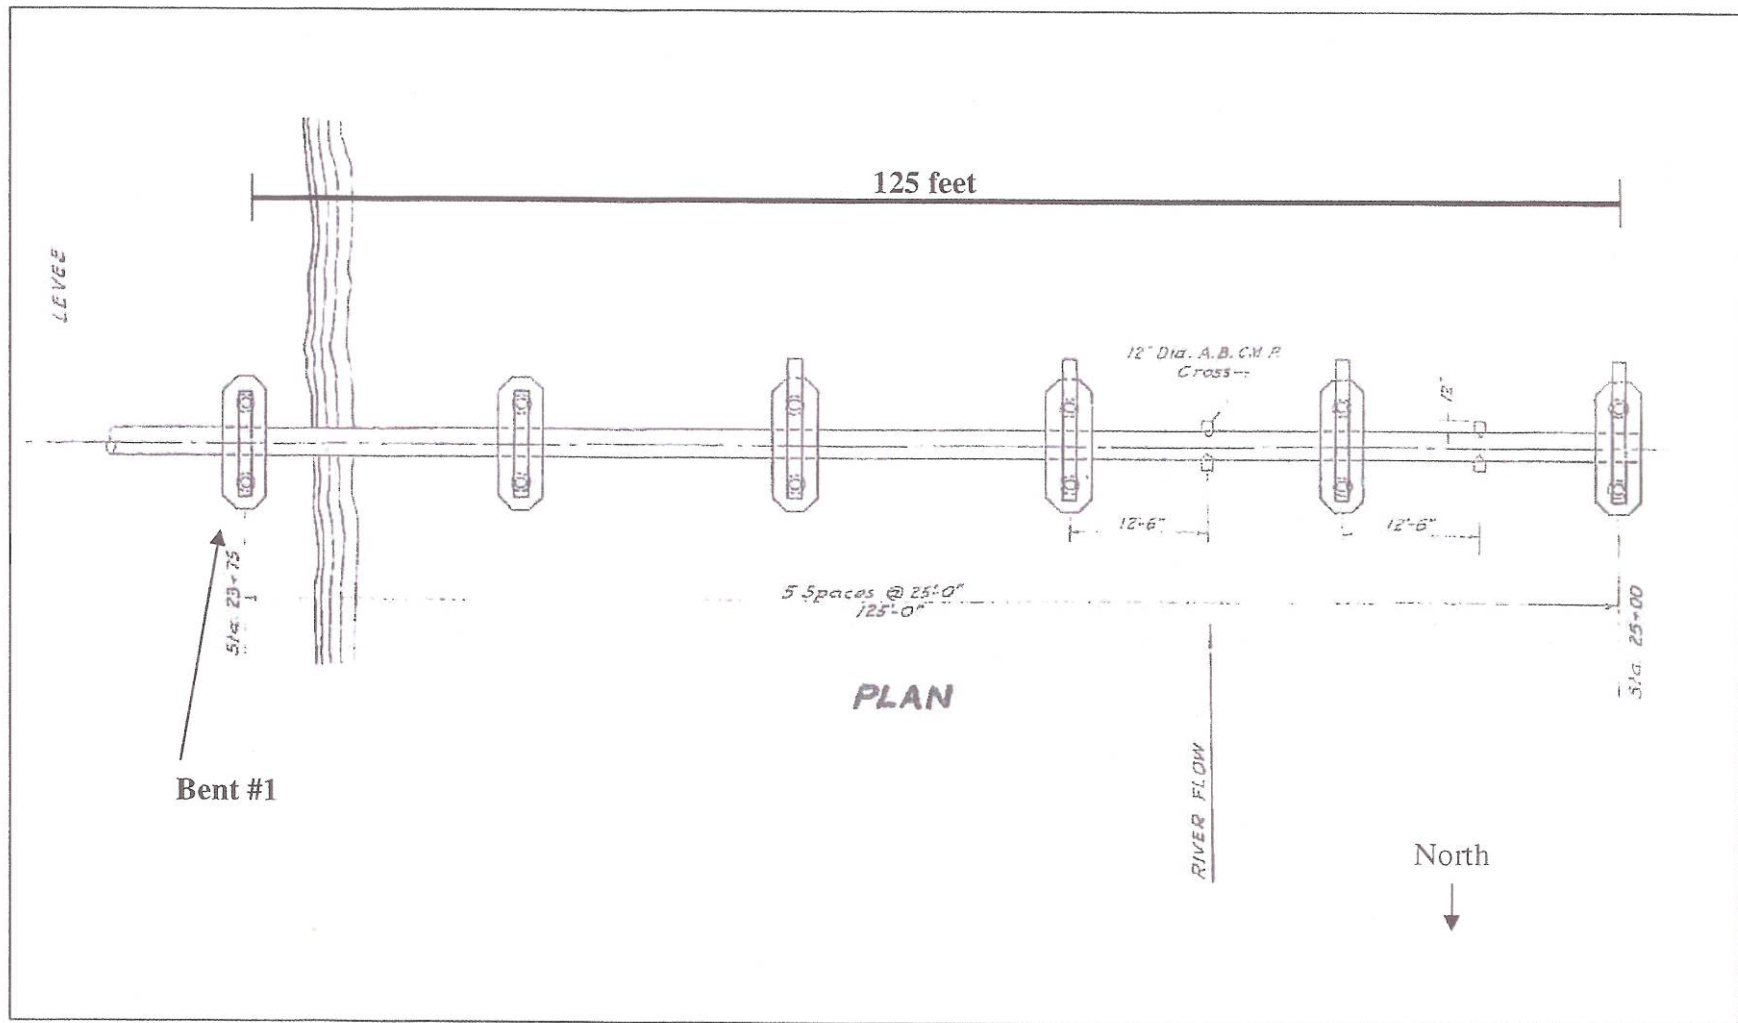 125 feet
LEVEE
12" Dia. A.B.C.M.P.
Cross
12"
12'-6"
12'-6"
5 Spaces @ 25'-0"
125'-0"
Sta. 23+75
Sta. 25+00
PLAN
RIVER FLOW
Bent #1
North